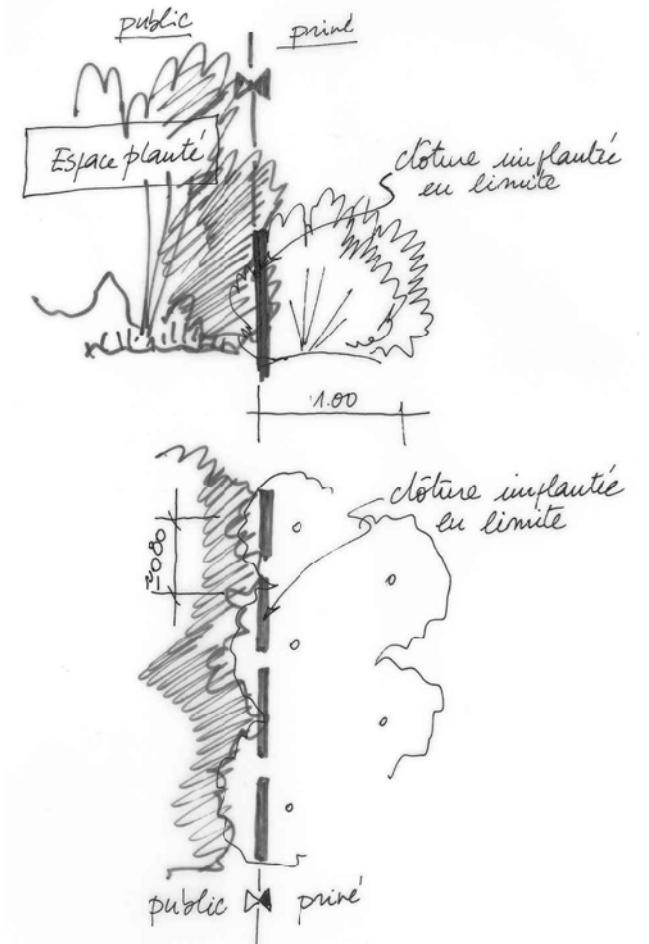 public privé
Espace planté
clôture implantée
en limite
1.00
clôture implantée
en limite
≈0.80
public privé